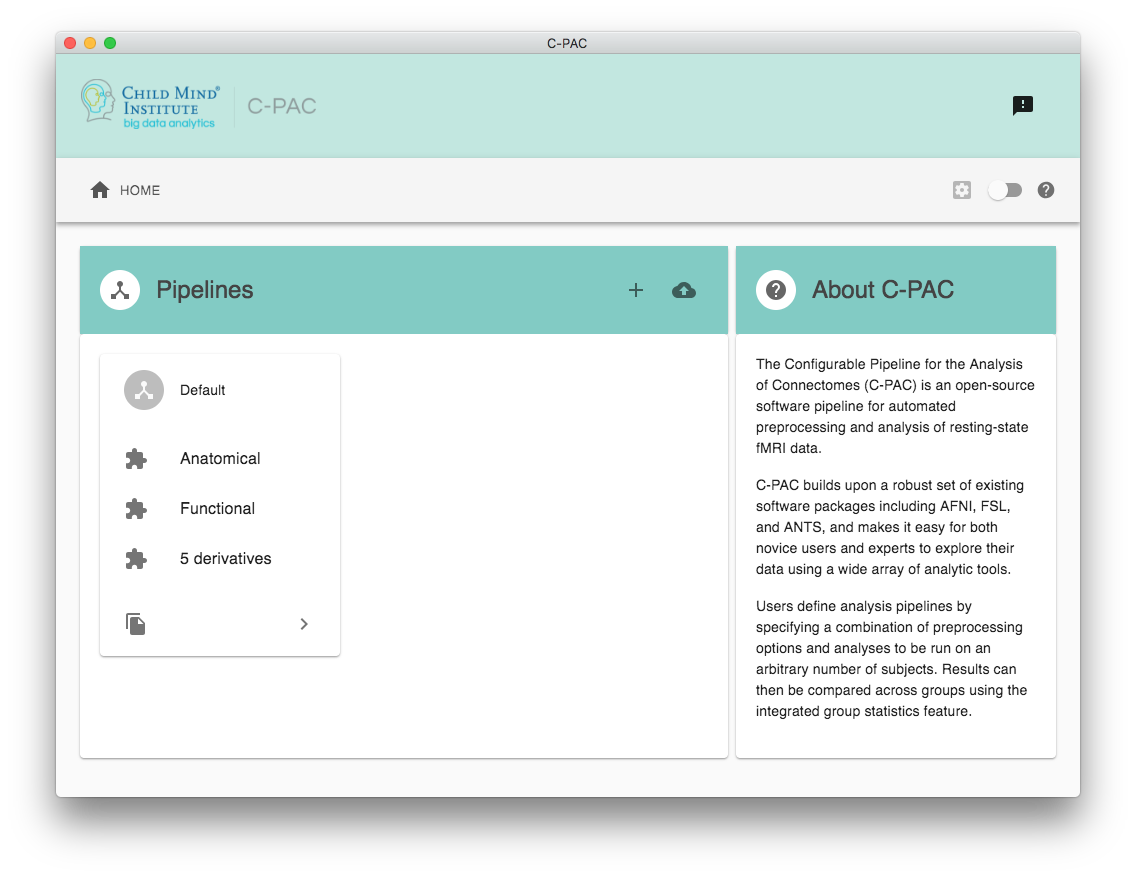 C-PAC
CHILD MIND®
INSTITUTE
big data analytics
C-PAC
HOME
Pipelines
Default
Anatomical
Functional
5 derivatives
About C-PAC
The Configurable Pipeline for the Analysis
of Connectomes (C-PAC) is an open-source
software pipeline for automated
preprocessing and analysis of resting-state
fMRI data.
C-PAC builds upon a robust set of existing
software packages including AFNI, FSL,
and ANTS, and makes it easy for both
novice users and experts to explore their
data using a wide array of analytic tools.
Users define analysis pipelines by
specifying a combination of preprocessing
options and analyses to be run on an
arbitrary number of subjects. Results can
then be compared across groups using the
integrated group statistics feature.